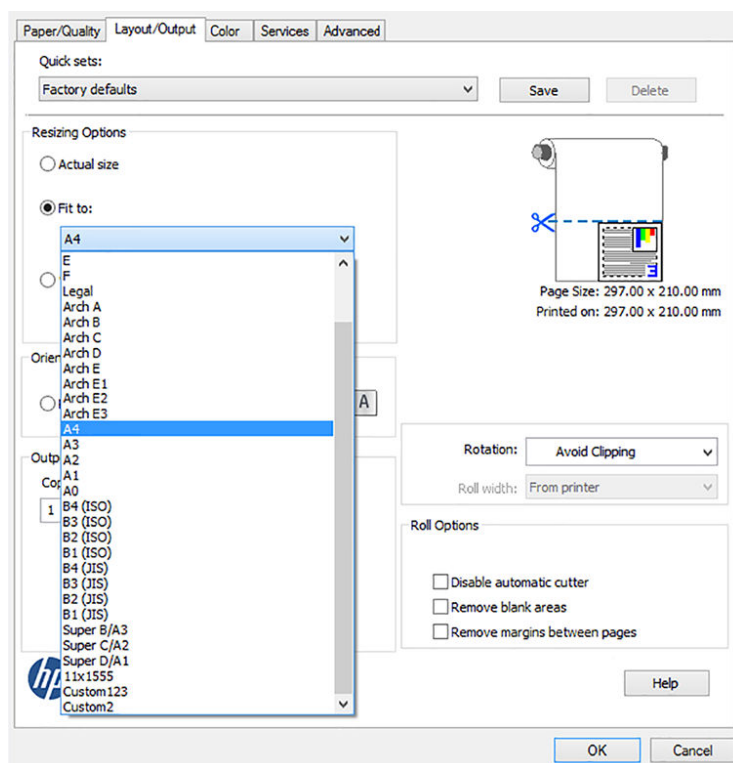 Paper/Quality Layout/Output Color Services Advanced
Quick sets:
Factory defaults Save Delete
Resizing Options
Actual size
Fit to:
A4
E
F
Legal
Arch A
Arch B
Arch C
Arch D
Arch E
Arch E1
Arch E2
Arch E3
A4
A3
A2
A1
A0
B4 (ISO)
B3 (ISO)
B2 (ISO)
B1 (ISO)
B4 (JIS)
B3 (JIS)
B2 (JIS)
B1 (JIS)
Super B/A3
Super C/A2
Super D/A1
11x1555
Custom123
Custom2
Orien
A
Outp
Cop
1
hp
E
Page Size: 297.00 x 210.00 mm
Printed on: 297.00 x 210.00 mm
Rotation: Avoid Clipping
Roll width: From printer
Roll Options
Disable automatic cutter
Remove blank areas
Remove margins between pages
Help
OK Cancel